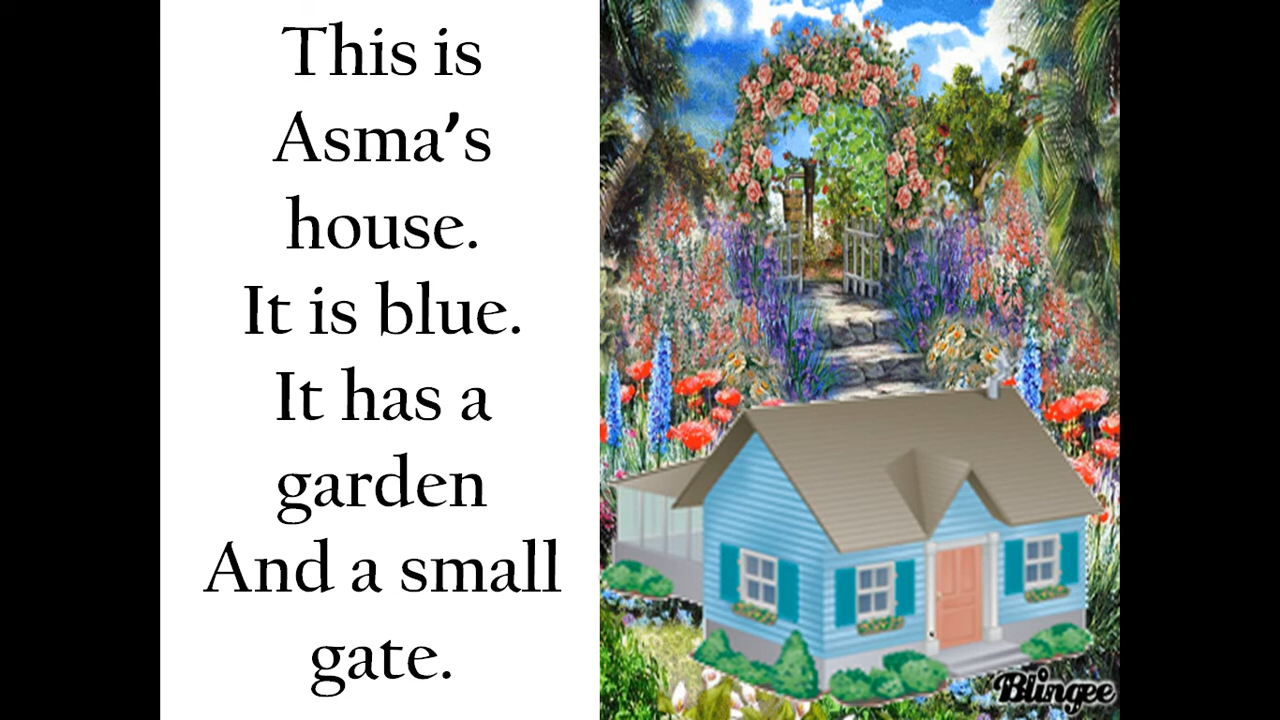 This is
Asma's
house.
It is blue.
It has a
garden
And a small
gate.
Blingee